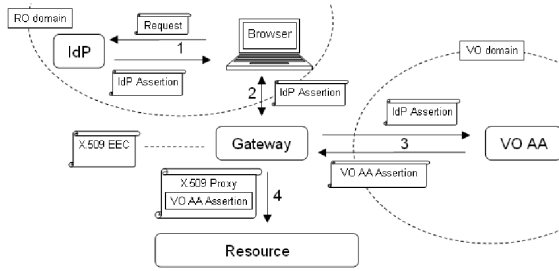 RO domain
Request
IdP
1
Browser
IdP Assertion
VO domain
2
IdP Assertion
IdP Assertion
X.509 EEC
Gateway
3
VO AA
VO AA Assertion
X.509 Proxy
VO AA Assertion
4
Resource